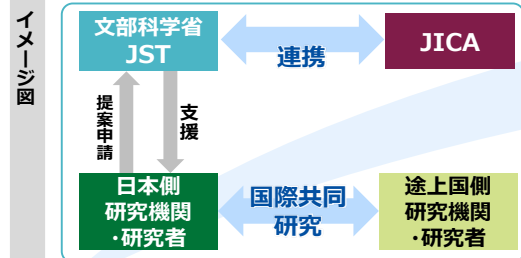 イメージ図
文部科学省
JST
連携
JICA
提案申請
支援
日本側
研究機関
・研究者
国際共同
研究
途上国側
研究機関
・研究者